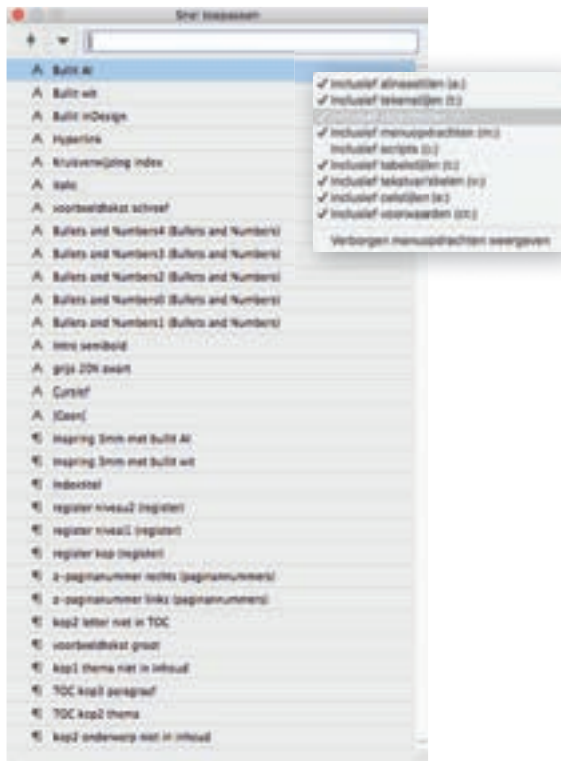 Snel toepassen
Bullit AI
Bullit wit
Bullit inDesign
Hyperlink
Kruisverwijzing index
Italic
voorbeeldtekst schreef
Bullets and Numbers4 (Bullets and Numbers)
Bullets and Numbers3 (Bullets and Numbers)
Bullets and Numbers2 (Bullets and Numbers)
Bullets and Numbers0 (Bullets and Numbers)
Bullets and Numbers1 (Bullets and Numbers)
Intro semibold
grijs 20% zwart
Cursief
[Geen]
Inspring 3mm met bullit AI
Inspring 3mm met bullit wit
Indextitel
register niveau2 (register)
register niveau1 (register)
register kop (register)
z-paginanummer rechts (paginanummers)
z-paginanummer links (paginanummers)
kop2 letter niet in TOC
voorbeeldtekst groot
kop1 thema niet in inhoud
TOC kop3 paragraaf
TOC kop2 thema
kop2 onderwerp niet in inhoud
✓ Inclusief alineastijlen (a:)
✓ Inclusief tekenstijlen (t:)
✓ Inclusief menuopdrachten (m:)
Inclusief scripts (s:)
✓ Inclusief tabelstijlen
✓ Inclusief tekstvariabelen (v:)
✓ Inclusief celstijlen
✓ Inclusief voorwaarden
Verborgen menuopdrachten weergeven